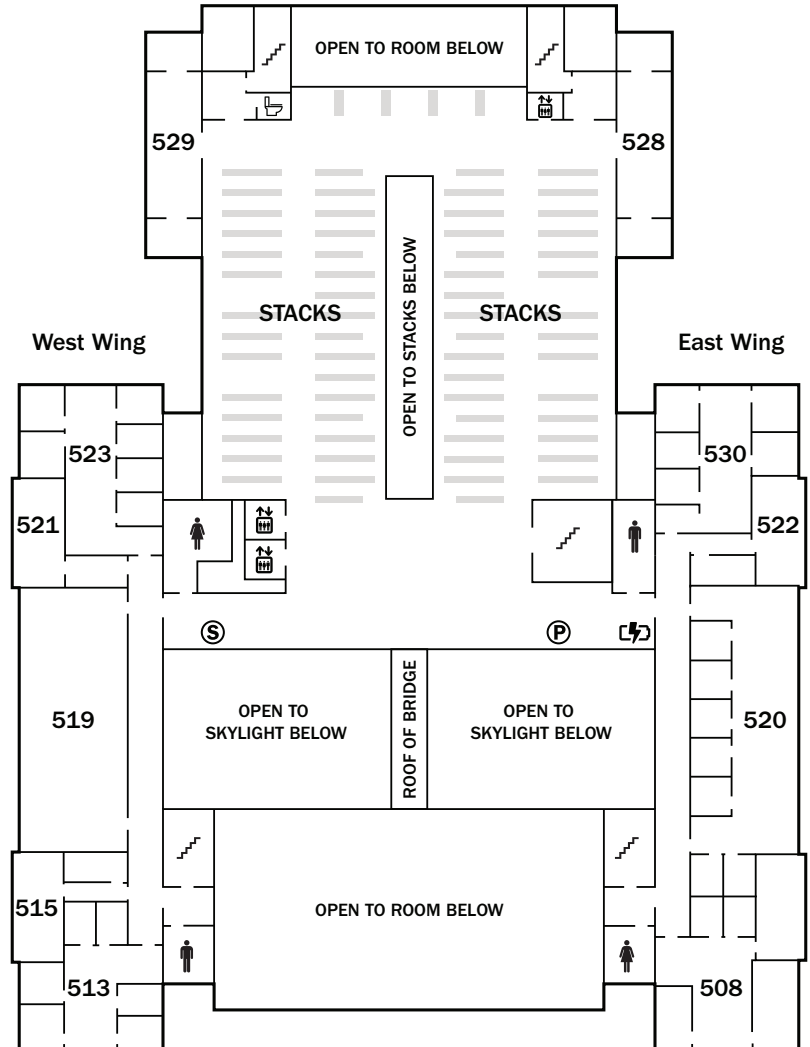 OPEN TO ROOM BELOW
529
528
OPEN TO STACKS BELOW
STACKS
STACKS
West Wing
East Wing
523
530
521
522
S
P
519
OPEN TO
SKYLIGHT BELOW
ROOF OF BRIDGE
OPEN TO
SKYLIGHT BELOW
520
515
OPEN TO ROOM BELOW
513
508